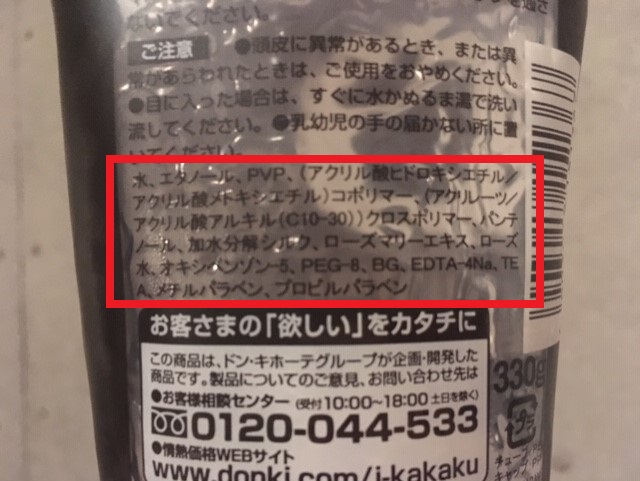 ないでください。
ご注意 ●頭皮に異常があるとき、または異
常があらわれたときは、ご使用をおやめください。
●目に入った場合は、すぐに水かぬるま湯で洗い
流してください。●乳幼児の手の届かない所に置
いてください。
水、エタノール、PVP、(アクリル酸ヒドロキシエチル/
アクリル酸メトキシエチル)コポリマー、(アクリレーツ/
アクリル酸アルキル(C10-30))クロスポリマー、パンテ
ノール、加水分解シルク、ローズマリーエキス、ローズ
水、オキシベンゾン-5、PEG-8、BG、EDTA-4Na、TE
A、メチルパラベン、プロピルパラベン
お客さまの「欲しい」をカタチに
この商品は、ドン・キホーテグループが企画・開発した
商品です。製品についてのご意見、お問い合わせ先は
●お客様相談センター (受付10:00~18:00 土日を除く)
0120-044-533
●情熱価格WEBサイト
www.donki.com/j-kakaku
330g
プラ